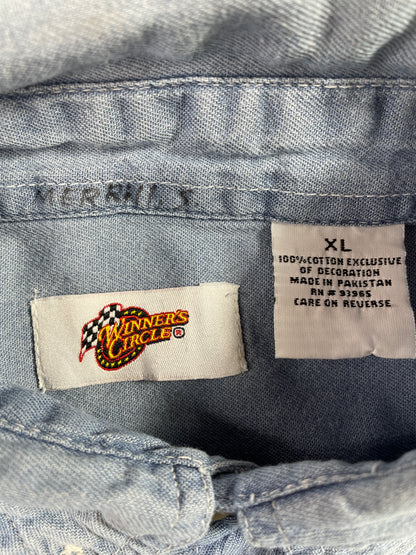 XL
100% COTTON EXCLUSIVE
OF DECORATION
MADE IN PAKISTAN
RN # 93965
CARE ON REVERSE
WINNER'S
CIRCLE®